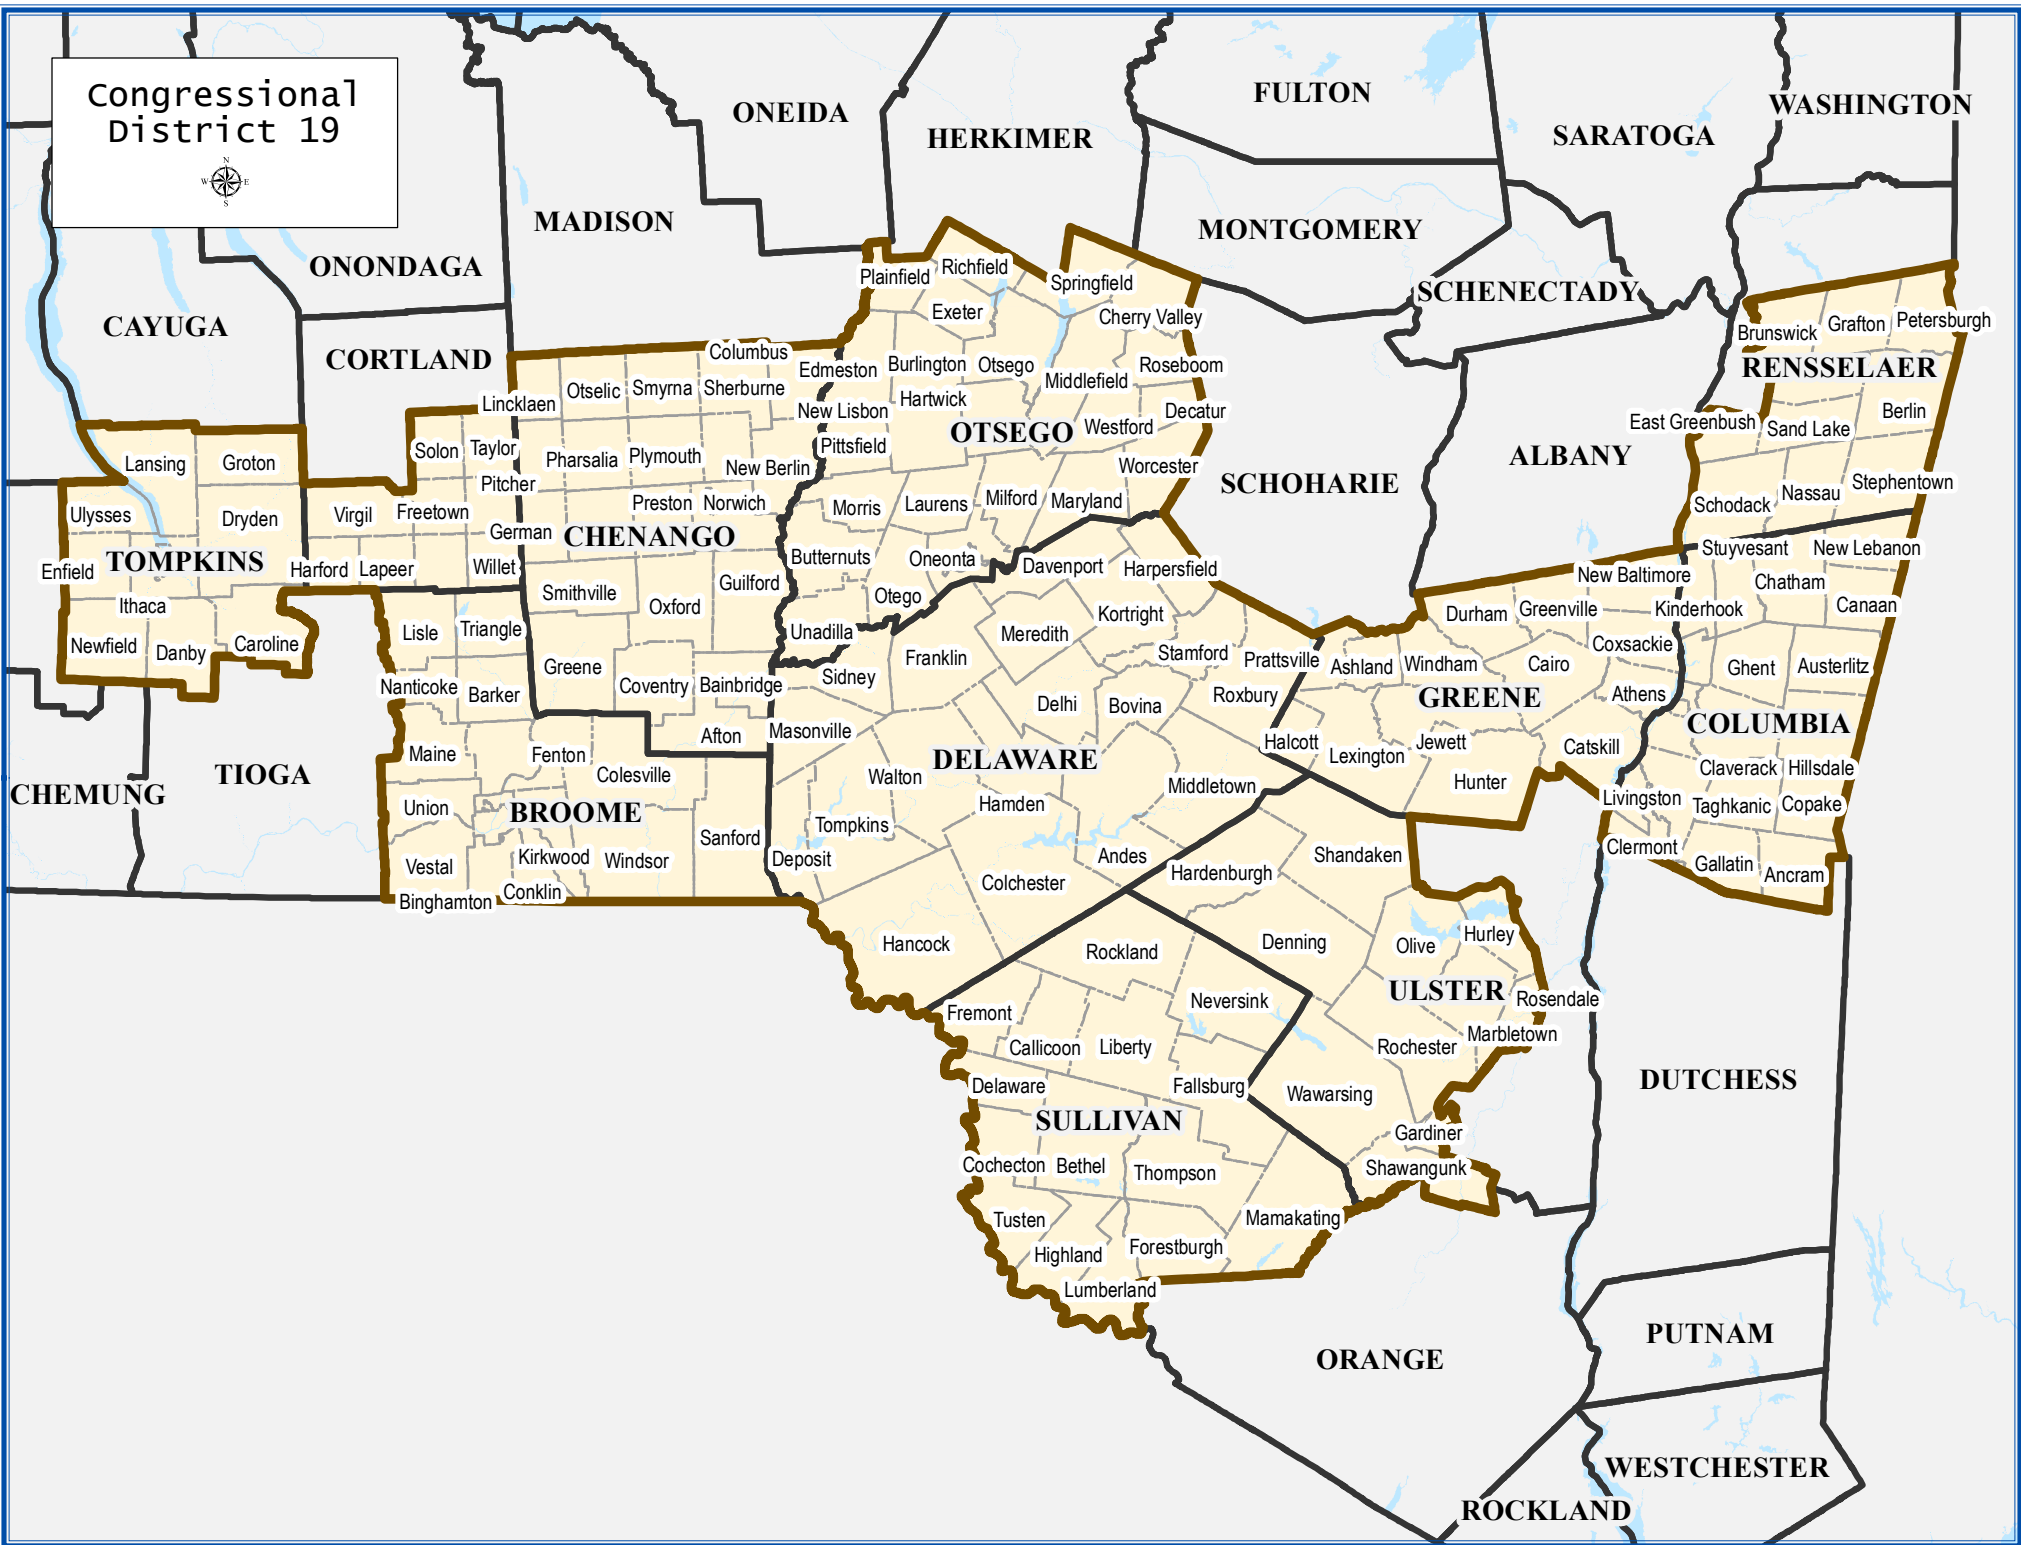 Congressional
District 19
N
W E
S
ONEIDA
HERKIMER
FULTON
SARATOGA
WASHINGTON
MADISON
MONTGOMERY
ONONDAGA
SCHENECTADY
CAYUGA
CORTLAND
Plainfield
Richfield
Springfield
Exeter
Cherry Valley
Brunswick
Grafton
Petersburgh
Columbus
Edmeston
Burlington
Otsego
Middlefield
Roseboom
RENSSELAER
Lincklaen
Otselic
Smyrna
Sherburne
New Lisbon
Hartwick
Westford
Decatur
East Greenbush
Sand Lake
Berlin
OTSEGO
Solon
Taylor
Pharsalia
Plymouth
New Berlin
Pittsfield
Worcester
ALBANY
Lansing
Groton
Pitcher
SCHOHARIE
Stephentown
Ulysses
Dryden
Virgil
Freetown
Preston
Norwich
Morris
Laurens
Milford
Maryland
Schodack
Nassau
German
CHENANGO
Enfield
TOMPKINS
Harford
Lapeer
Willet
Butternuts
Oneonta
Davenport
Harpersfield
Stuyvesant
New Lebanon
New Baltimore
Chatham
Ithaca
Smithville
Oxford
Guilford
Otego
Kortright
Durham
Greenville
Kinderhook
Canaan
Newfield
Danby
Caroline
Lisle
Triangle
Unadilla
Meredith
Coxsackie
Greene
Coventry
Bainbridge
Sidney
Franklin
Stamford
Prattsville
Ashland
Windham
Cairo
Ghent
Austerlitz
Nanticoke
Barker
Delhi
Bovina
Roxbury
GREENE
Athens
COLUMBIA
Afton
Masonville
Maine
Fenton
Colesville
DELAWARE
Halcott
Lexington
Jewett
Catskill
CHEMUNG
TIOGA
Walton
Middletown
Hunter
Claverack
Hillsdale
Union
BROOME
Hamden
Livingston
Taghkanic
Copake
Vestal
Kirkwood
Windsor
Sanford
Deposit
Tompkins
Andes
Shandaken
Clermont
Binghamton
Conklin
Colchester
Hardenburgh
Gallatin
Ancram
Hancock
Rockland
Denning
Olive
Hurley
Fremont
Neversink
ULSTER
Rosendale
Callicoon
Liberty
Rochester
Marbletown
Delaware
Fallsburg
Wawarsing
DUTCHESS
SULLIVAN
Gardiner
Cochecton
Bethel
Thompson
Shawangunk
Tusten
Mamakating
Highland
Forestburgh
Lumberland
ORANGE
PUTNAM
WESTCHESTER
ROCKLAND